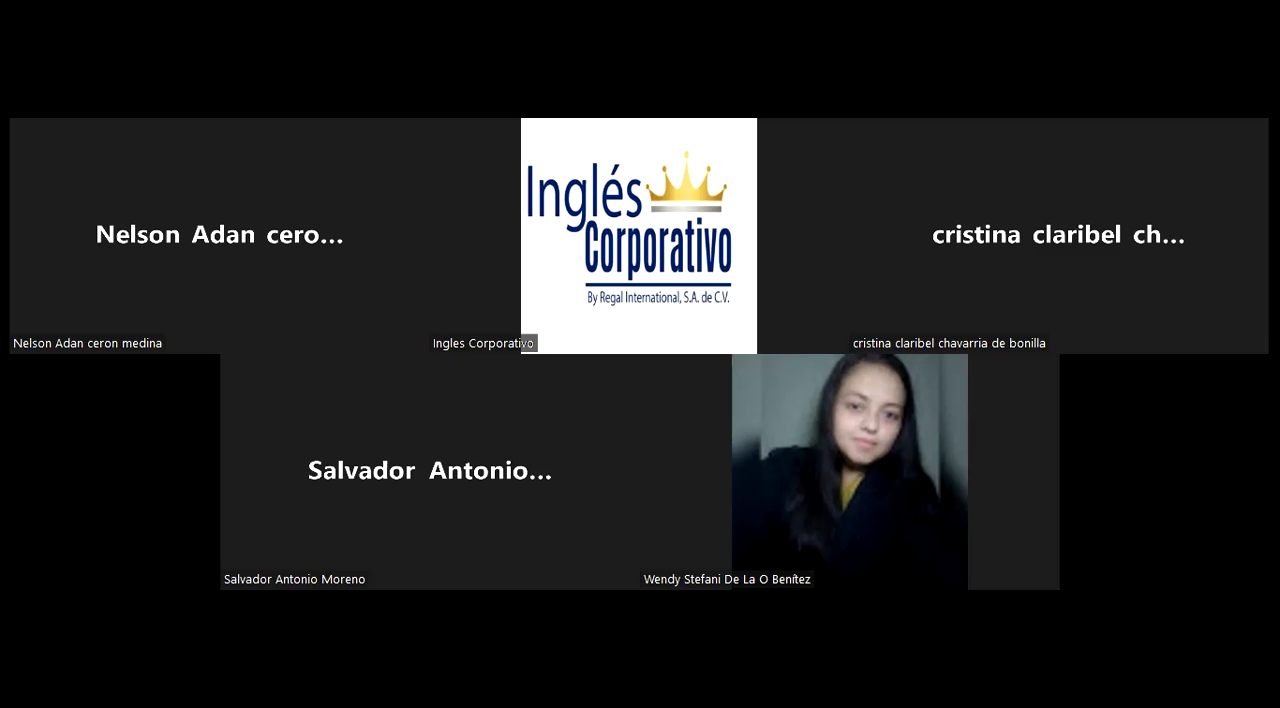 Nelson Adan cero...
Nelson Adan ceron medina
Inglés
Corporativo
By Regal International, S.A. de C.V.
Ingles Corporativo
cristina claribel ch...
cristina claribel chavarria de bonilla
Salvador Antonio...
Salvador Antonio Moreno
Wendy Stefani De La O Benítez